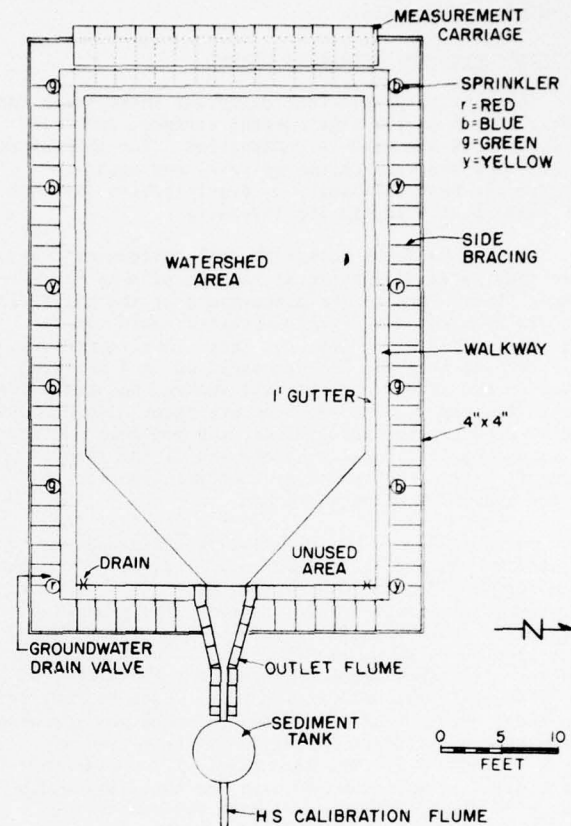 MEASUREMENT
CARRIAGE
g
b
SPRINKLER
r = RED
b = BLUE
g = GREEN
y = YELLOW
b
y
SIDE
BRACING
WATERSHED
AREA
y
r
WALKWAY
b
g
1' GUTTER
4" x 4"
g
b
DRAIN
UNUSED
AREA
r
y
N
GROUNDWATER
DRAIN VALVE
OUTLET FLUME
SEDIMENT
TANK
0 5 10
FEET
HS CALIBRATION FLUME